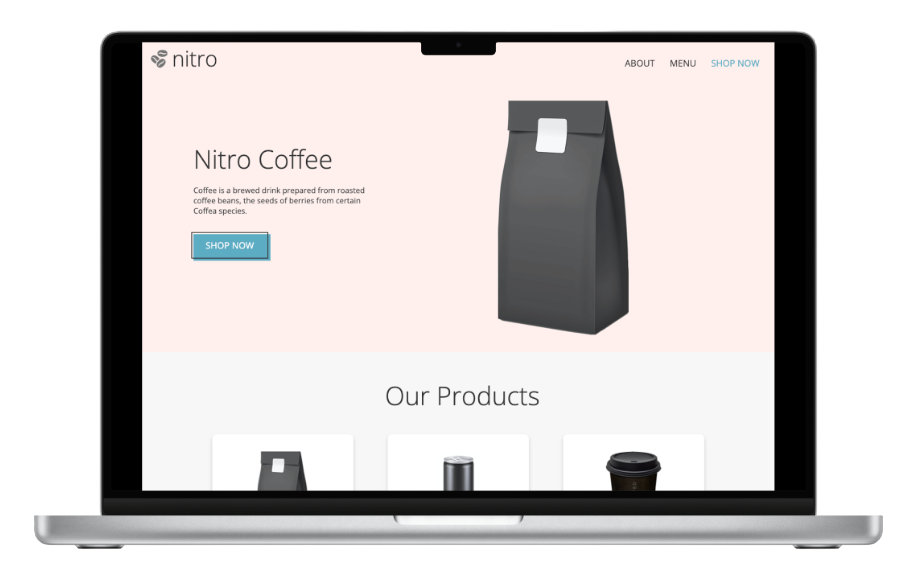 nitro
ABOUT MENU SHOP NOW
Nitro Coffee
Coffee is a brewed drink prepared from roasted
coffee beans, the seeds of berries from certain
Coffea species.
SHOP NOW
Our Products